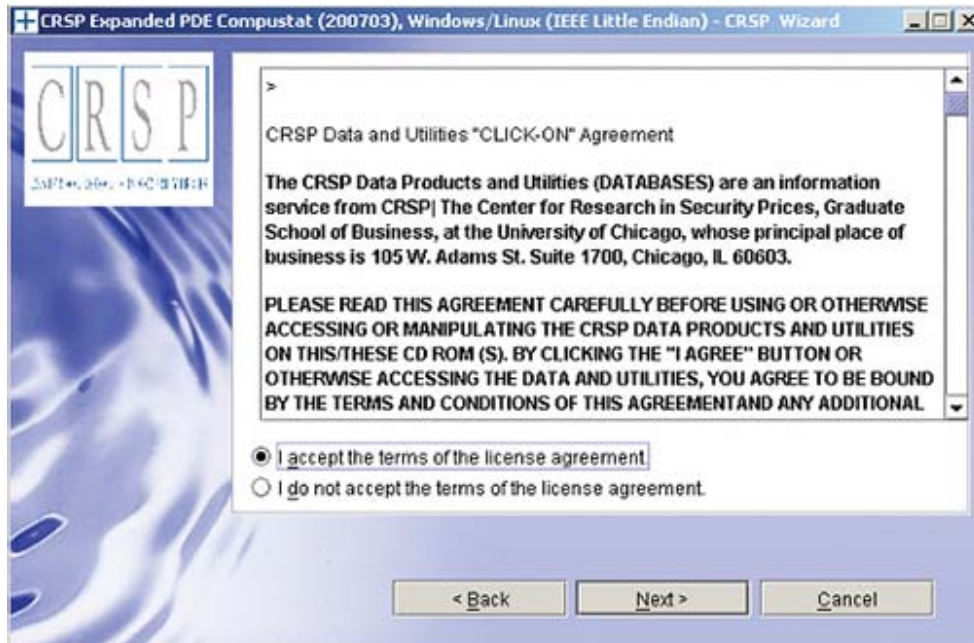 CRSP Expanded PDE Compustat (200703), Windows/Linux (IEEE Little Endian) - CRSP Wizard
CRSP
>
CRSP Data and Utilities "CLICK-ON" Agreement
The CRSP Data Products and Utilities (DATABASES) are an information
service from CRSP| The Center for Research in Security Prices, Graduate
School of Business, at the University of Chicago, whose principal place of
business is 105 W. Adams St. Suite 1700, Chicago, IL 60603.
PLEASE READ THIS AGREEMENT CAREFULLY BEFORE USING OR OTHERWISE
ACCESSING OR MANIPULATING THE CRSP DATA PRODUCTS AND UTILITIES
ON THIS/THESE CD ROM (S). BY CLICKING THE "I AGREE" BUTTON OR
OTHERWISE ACCESSING THE DATA AND UTILITIES, YOU AGREE TO BE BOUND
BY THE TERMS AND CONDITIONS OF THIS AGREEMENTAND ANY ADDITIONAL
I accept the terms of the license agreement.
I do not accept the terms of the license agreement.
< Back Next > Cancel